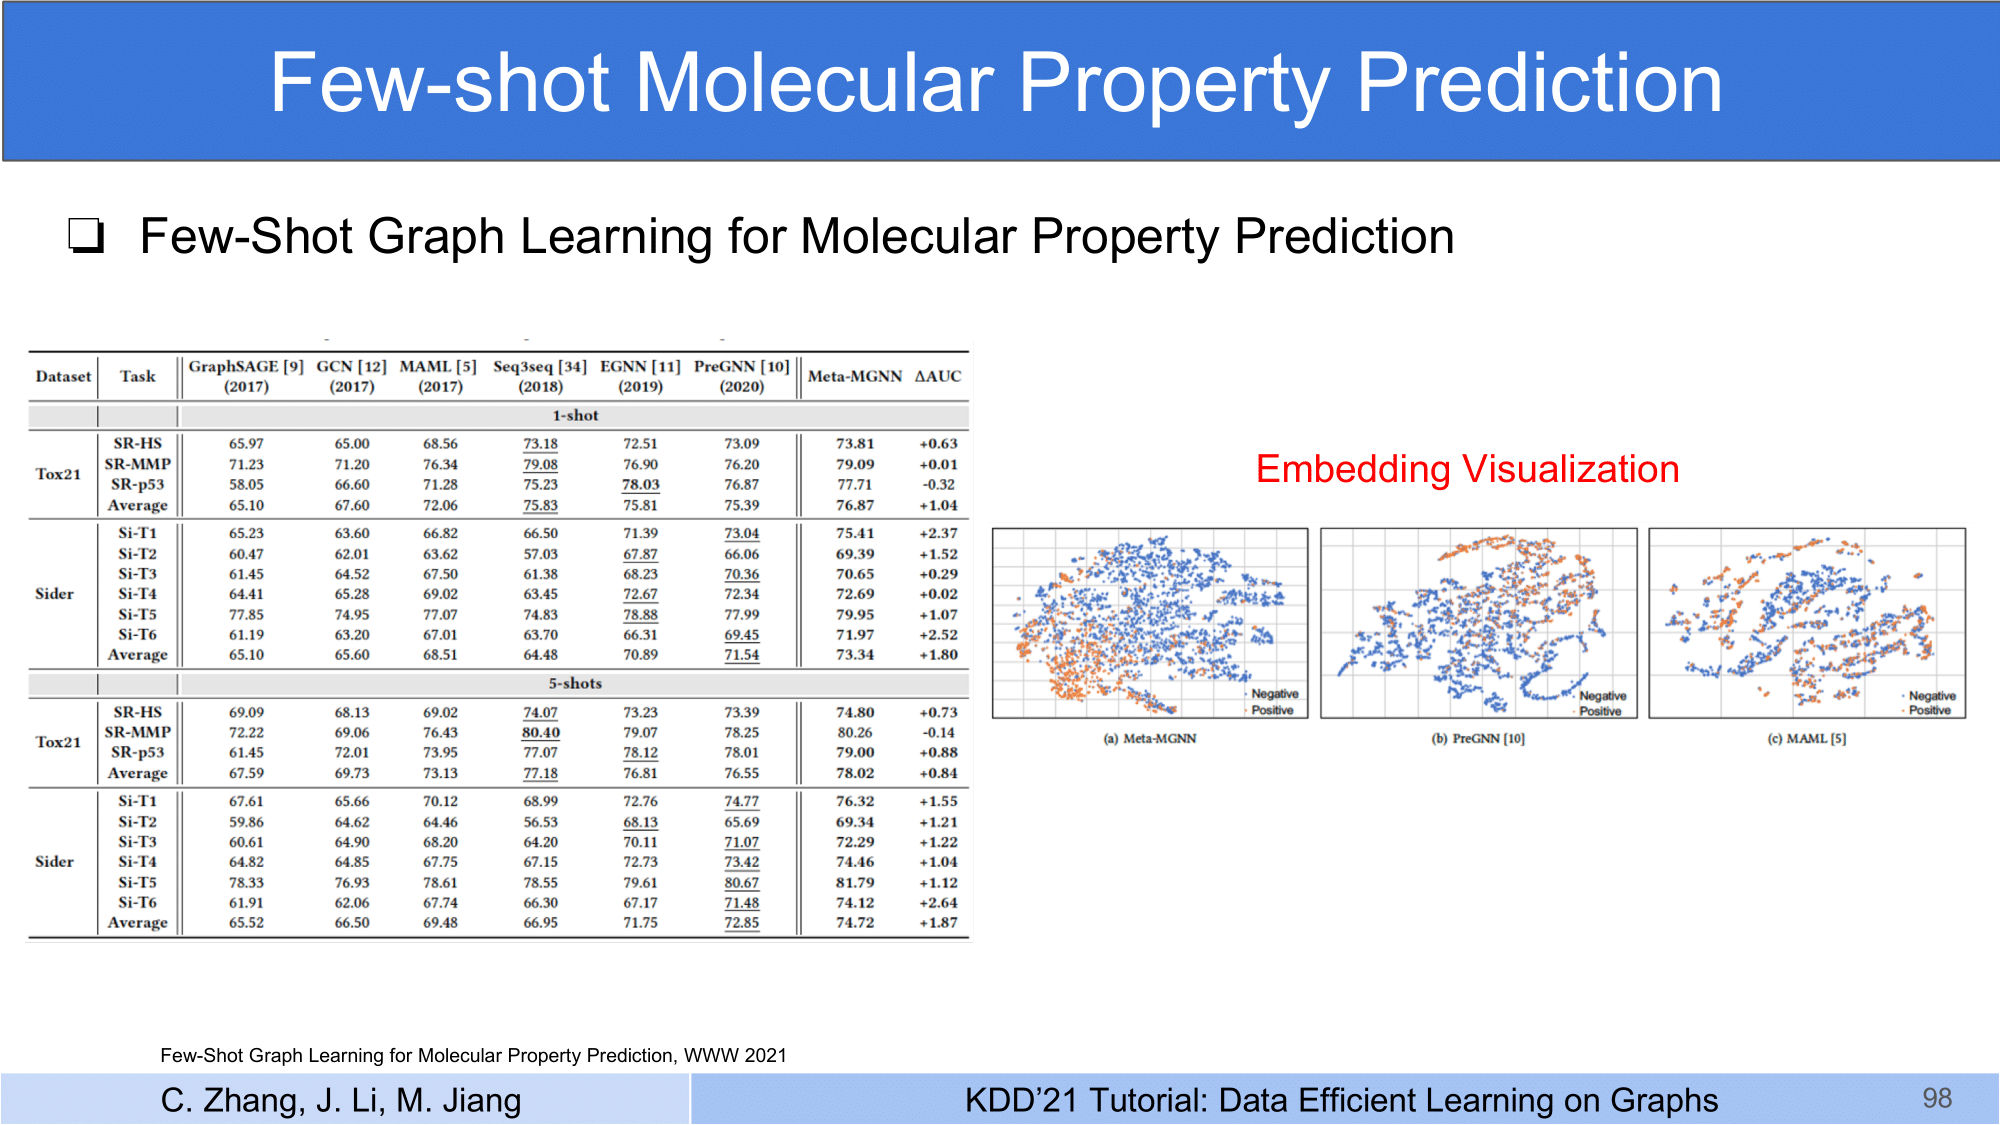 Few-shot Molecular Property Prediction
❏ Few-Shot Graph Learning for Molecular Property Prediction
Dataset Task GraphSAGE [9] (2017) GCN [12] (2017) MAML [5] (2017) Seq3seq [34] (2018) EGNN [11] (2019) PreGNN [10] (2020) Meta-MGNN ΔAUC
1-shot
Tox21
SR-HS 65.97 65.00 68.56 73.18 72.51 73.09 73.81 +0.63
SR-MMP 71.23 71.20 76.34 79.08 76.90 76.20 79.09 +0.01
SR-p53 58.05 66.60 71.28 75.23 78.03 76.87 77.71 -0.32
Average 65.10 67.60 72.06 75.83 75.81 75.39 76.87 +1.04
Sider
Si-T1 65.23 63.60 66.82 66.50 71.39 73.04 75.41 +2.37
Si-T2 60.47 62.01 63.62 57.03 67.87 66.06 69.39 +1.52
Si-T3 61.45 64.52 67.50 61.38 68.23 70.36 70.65 +0.29
Si-T4 64.41 65.28 69.02 63.45 72.67 72.34 72.69 +0.02
Si-T5 77.85 74.95 77.07 74.83 78.88 77.99 79.95 +1.07
Si-T6 61.19 63.20 67.01 63.70 66.31 69.45 71.97 +2.52
Average 65.10 65.60 68.51 64.48 70.89 71.54 73.34 +1.80
5-shots
Tox21
SR-HS 69.09 68.13 69.02 74.07 73.23 73.39 74.80 +0.73
SR-MMP 72.22 69.06 76.43 80.40 79.07 78.25 80.26 -0.14
SR-p53 61.45 72.01 73.95 77.07 78.12 78.01 79.00 +0.88
Average 67.59 69.73 73.13 77.18 76.81 76.55 78.02 +0.84
Sider
Si-T1 67.61 65.66 70.12 68.99 72.76 74.77 76.32 +1.55
Si-T2 59.86 64.62 64.46 56.53 68.13 65.69 69.34 +1.21
Si-T3 60.61 64.90 68.20 64.20 70.11 71.07 72.29 +1.22
Si-T4 64.82 64.85 67.75 67.15 72.73 73.42 74.46 +1.04
Si-T5 78.33 76.93 78.61 78.55 79.61 80.67 81.79 +1.12
Si-T6 61.91 62.06 67.74 66.30 67.17 71.48 74.12 +2.64
Average 65.52 66.50 69.48 66.95 71.75 72.85 74.72 +1.87
Embedding Visualization
Negative
Positive
(a) Meta-MGNN
Negative
Positive
(b) PreGNN [10]
Negative
Positive
(c) MAML [5]
Few-Shot Graph Learning for Molecular Property Prediction, WWW 2021
C. Zhang, J. Li, M. Jiang
KDD’21 Tutorial: Data Efficient Learning on Graphs
98